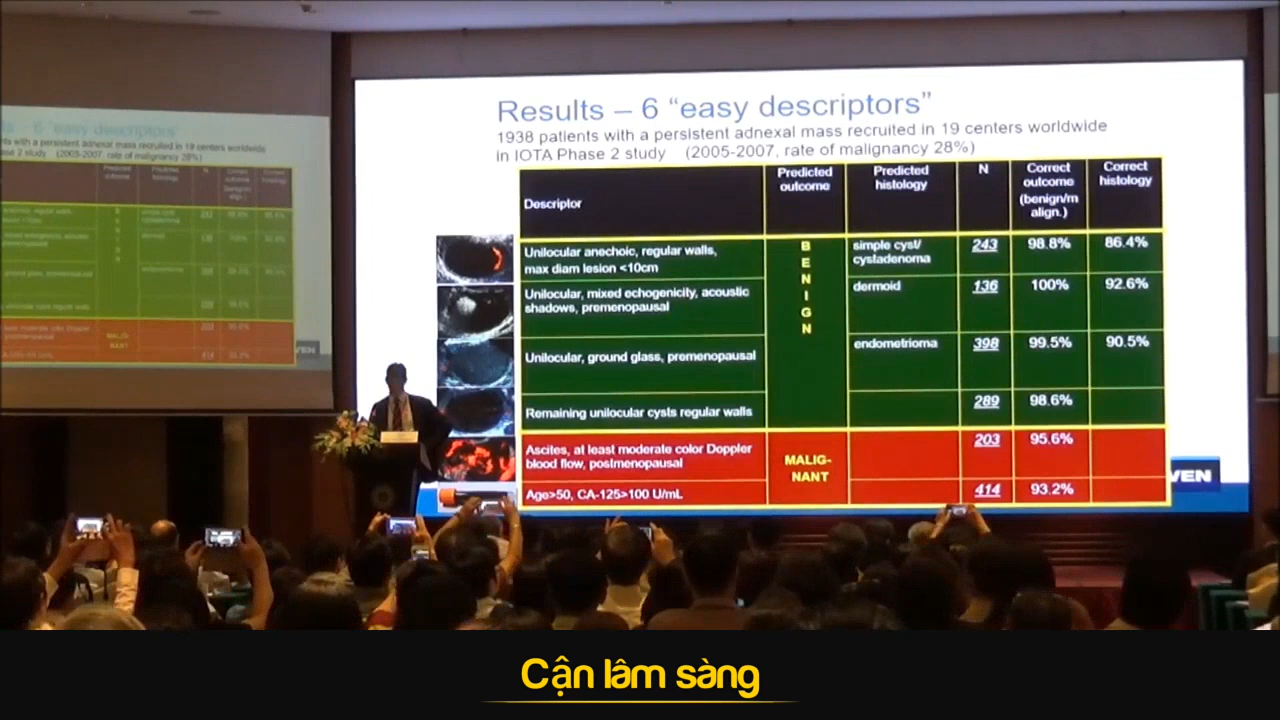 Results – 6 “easy descriptors”
1938 patients with a persistent adnexal mass recruited in 19 centers worldwide
in IOTA Phase 2 study (2005-2007, rate of malignancy 28%)
Descriptor
Predicted
outcome
Predicted
histology
N
Correct
outcome
(benign/m
align.)
Correct
histology
Unilocular anechoic, regular walls,
max diam lesion <10cm
B
E
N
I
G
N
simple cyst/
cystadenoma
243
98.8%
86.4%
Unilocular, mixed echogenicity, acoustic
shadows, premenopausal
dermoid
136
100%
92.6%
Unilocular, ground glass, premenopausal
endometrioma
398
99.5%
90.5%
Remaining unilocular cysts regular walls
289
98.6%
Ascites, at least moderate color Doppler
blood flow, postmenopausal
MALIG-
NANT
203
95.6%
Age>50, CA-125>100 U/mL
414
93.2%
VEN
Cận lâm sàng